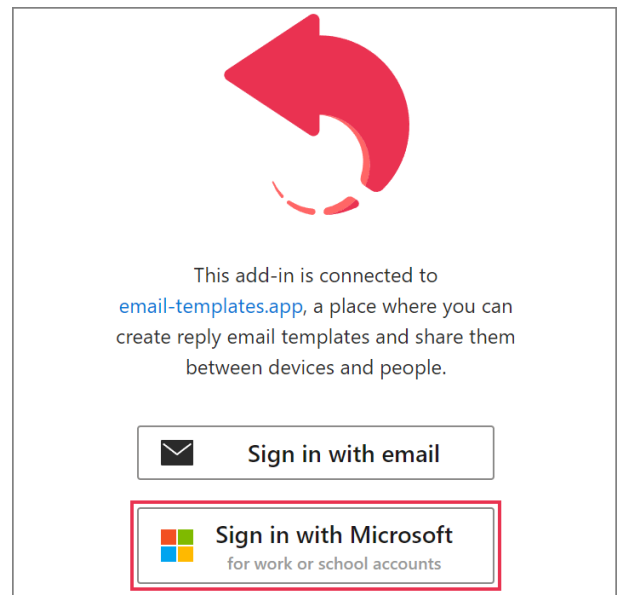 This add-in is connected to
email-templates.app, a place where you can
create reply email templates and share them
between devices and people.
Sign in with email
Sign in with Microsoft
for work or school accounts